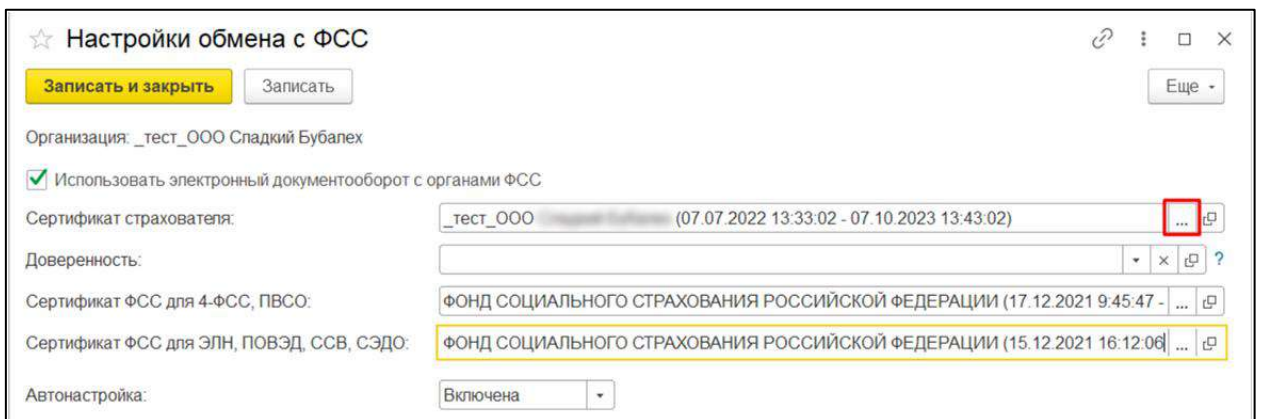 Настройки обмена с ФСС
Записать и закрыть Записать Еще
Организация: _тест_ООО Сладкий Бубалех
Использовать электронный документооборот с органами ФСС
Сертификат страхователя: _тест_ООО (07.07.2022 13:33:02 - 07.10.2023 13:43:02) ...
Доверенность: ?
Сертификат ФСС для 4-ФСС, ПВСО: ФОНД СОЦИАЛЬНОГО СТРАХОВАНИЯ РОССИЙСКОЙ ФЕДЕРАЦИИ (17.12.2021 9:45:47 - ...
Сертификат ФСС для ЭЛН, ПОВЭД, ССВ, СЭДО: ФОНД СОЦИАЛЬНОГО СТРАХОВАНИЯ РОССИЙСКОЙ ФЕДЕРАЦИИ (15.12.2021 16:12:06 ...
Автонастройка: Включена